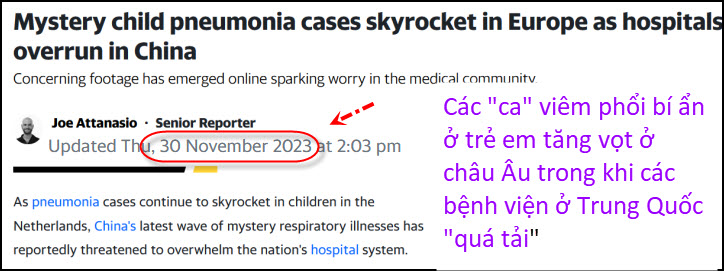 Mystery child pneumonia cases skyrocket in Europe as hospitals
overrun in China
Concerning footage has emerged online sparking worry in the medical community.
Joe Attanasio · Senior Reporter
Updated Thu, 30 November 2023 at 2:03 pm
As pneumonia cases continue to skyrocket in children in the
Netherlands, China's latest wave of mystery respiratory illnesses has
reportedly threatened to overwhelm the nation's hospital system.
Các "ca" viêm phổi bí ẩn
ở trẻ em tăng vọt ở
châu Âu trong khi các
bệnh viện ở Trung Quốc
"quá tải"